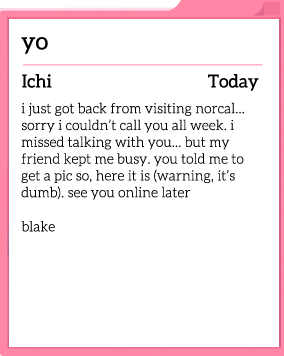 yo
Ichi Today
i just got back from visiting norcal...
sorry i couldn't call you all week. i
missed talking with you... but my
friend kept me busy. you told me to
get a pic so, here it is (warning, it's
dumb). see you online later
blake